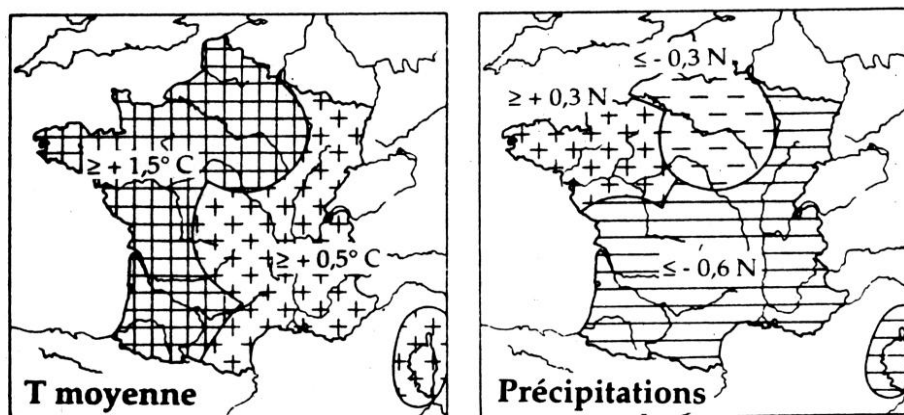 ≥ + 1,5° C
≥ + 0,5° C
T moyenne
≤ - 0,3 N
≥ + 0,3 N
≤ - 0,6 N
Précipitations